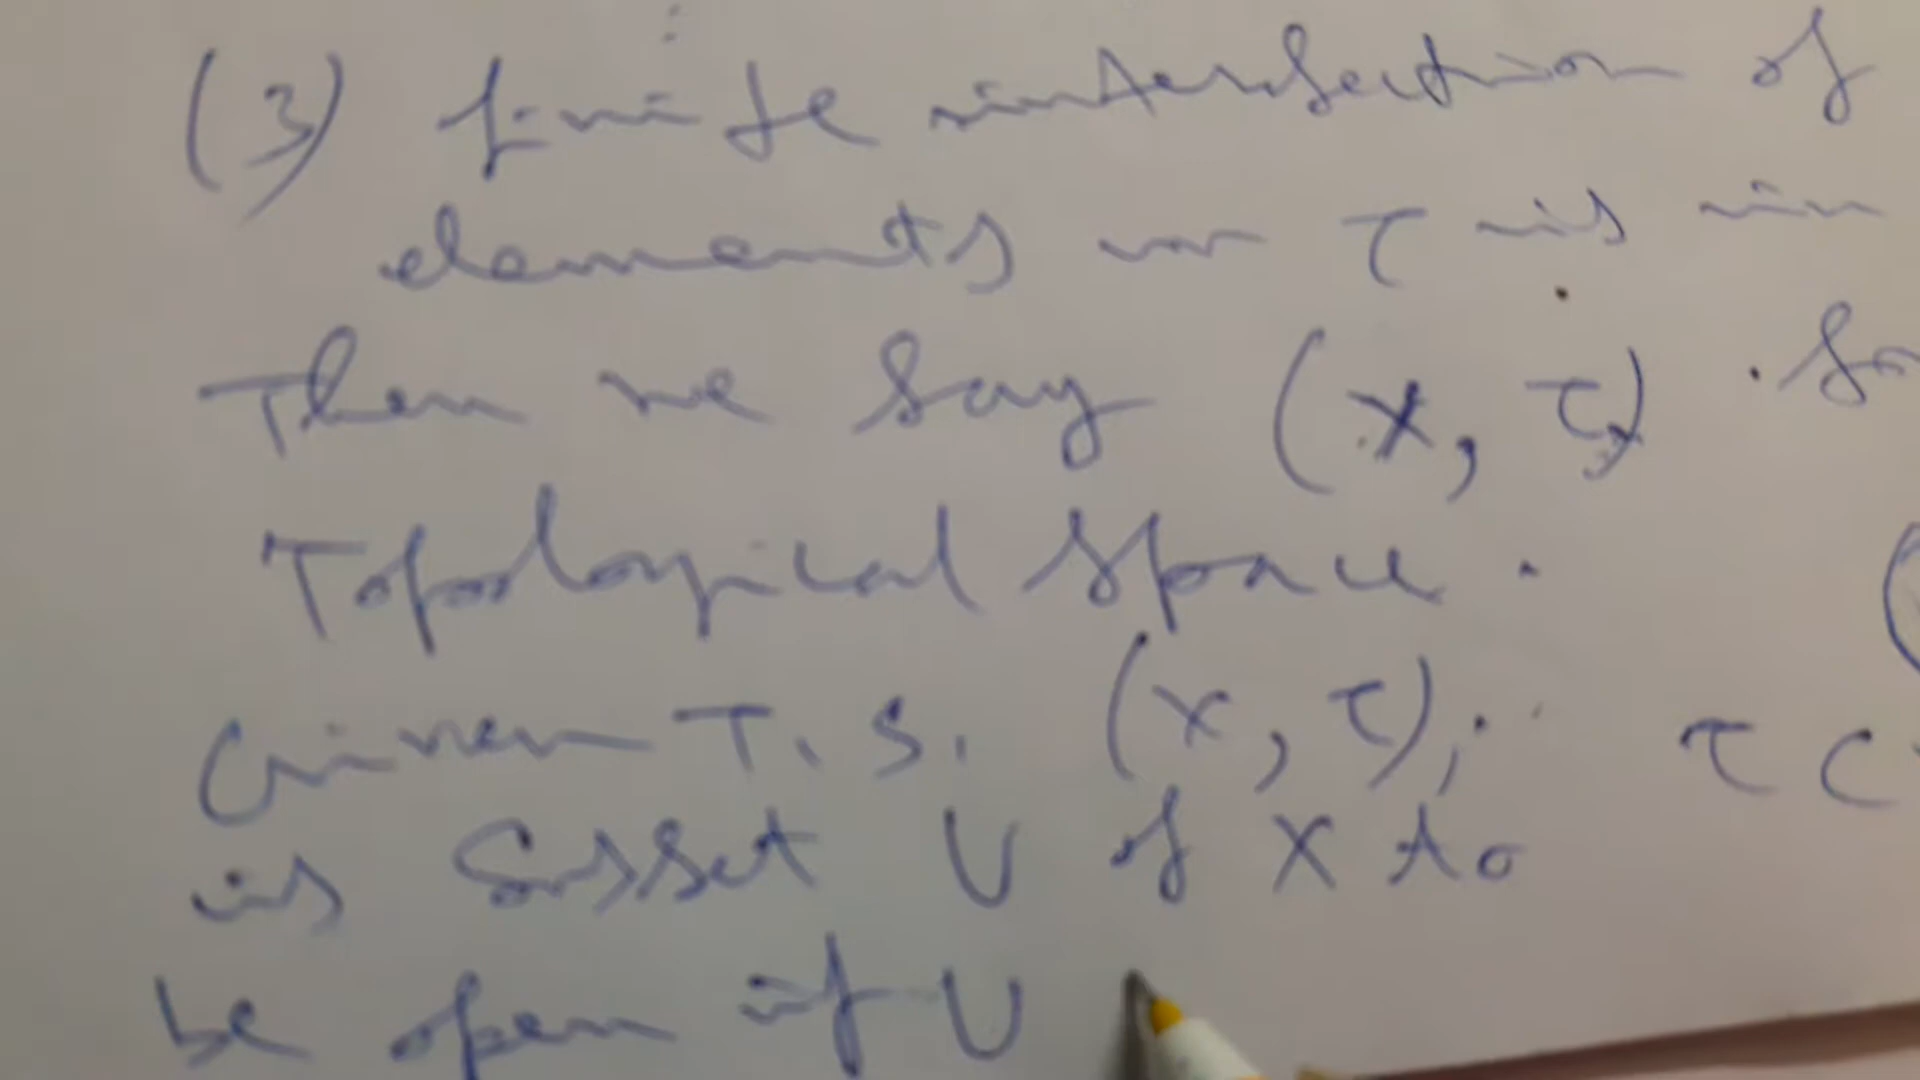 (3) finite intersection of
elements in τ is in
Then we say (X, τ)
Topological space.
Given T.S. (X, τ); τ C
is Subset U of X to
be open if U